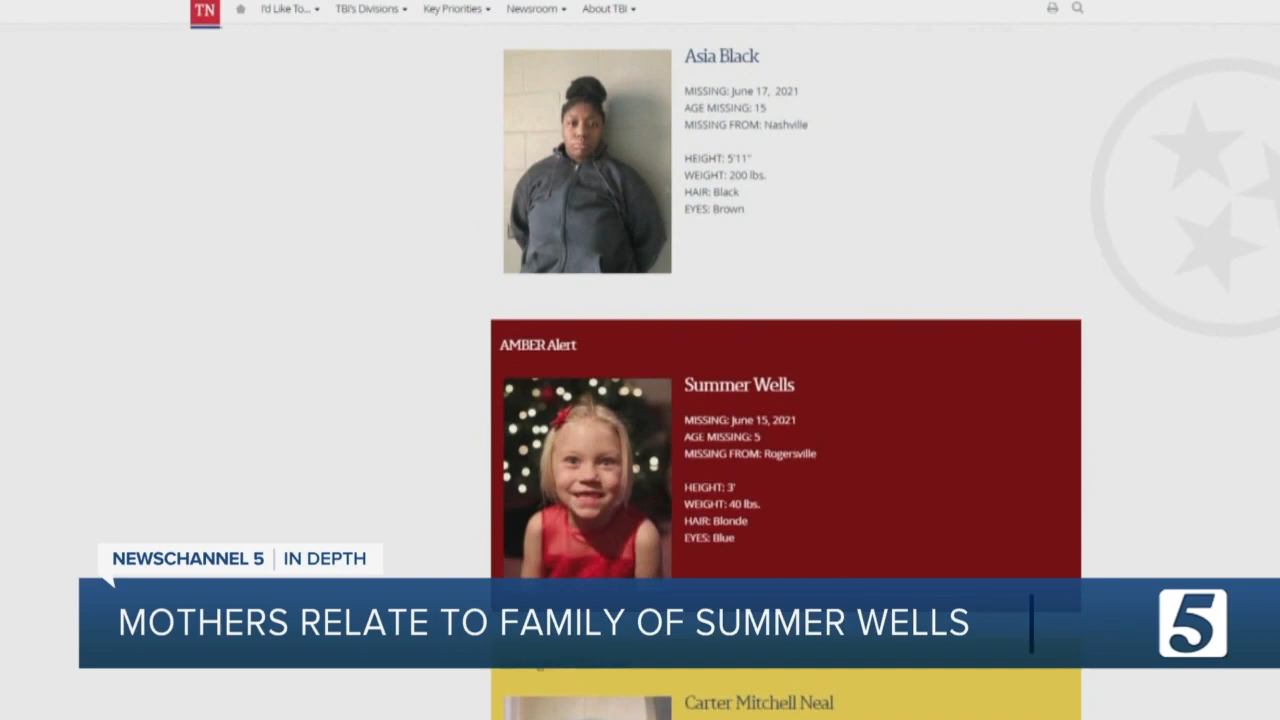 TN
I'd Like To...
TBI's Divisions
Key Priorities
Newsroom
About TBI
Asia Black
MISSING: June 17, 2021
AGE MISSING: 15
MISSING FROM: Nashville
HEIGHT: 5'11"
WEIGHT: 200 lbs.
HAIR: Black
EYES: Brown
AMBER Alert
Summer Wells
MISSING: June 15, 2021
AGE MISSING: 5
MISSING FROM: Rogersville
HEIGHT: 3'
WEIGHT: 40 lbs.
HAIR: Blonde
EYES: Blue
NEWSCHANNEL 5 | IN DEPTH
MOTHERS RELATE TO FAMILY OF SUMMER WELLS
5
Carter Mitchell Neal